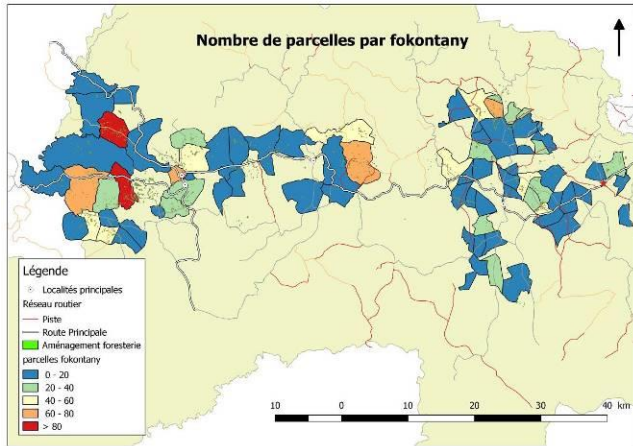 Nombre de parcelles par fokontany
Légende
Localités principales
Réseau routier
Piste
Route Principale
Aménagement foresterie
parcelles fokontany
0 - 20
20 - 40
40 - 60
60 - 80
> 80
10 0 10 20 30 40 km